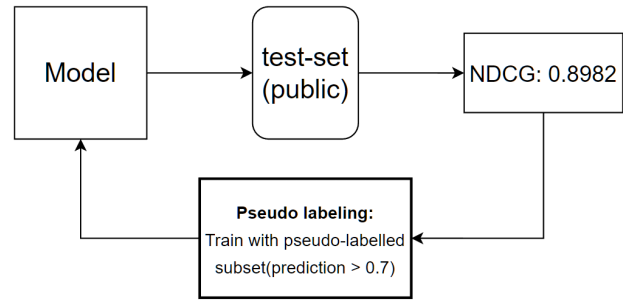 Model
test-set
(public)
NDCG: 0.8982
Pseudo labeling:
Train with pseudo-labelled
subset(prediction > 0.7)